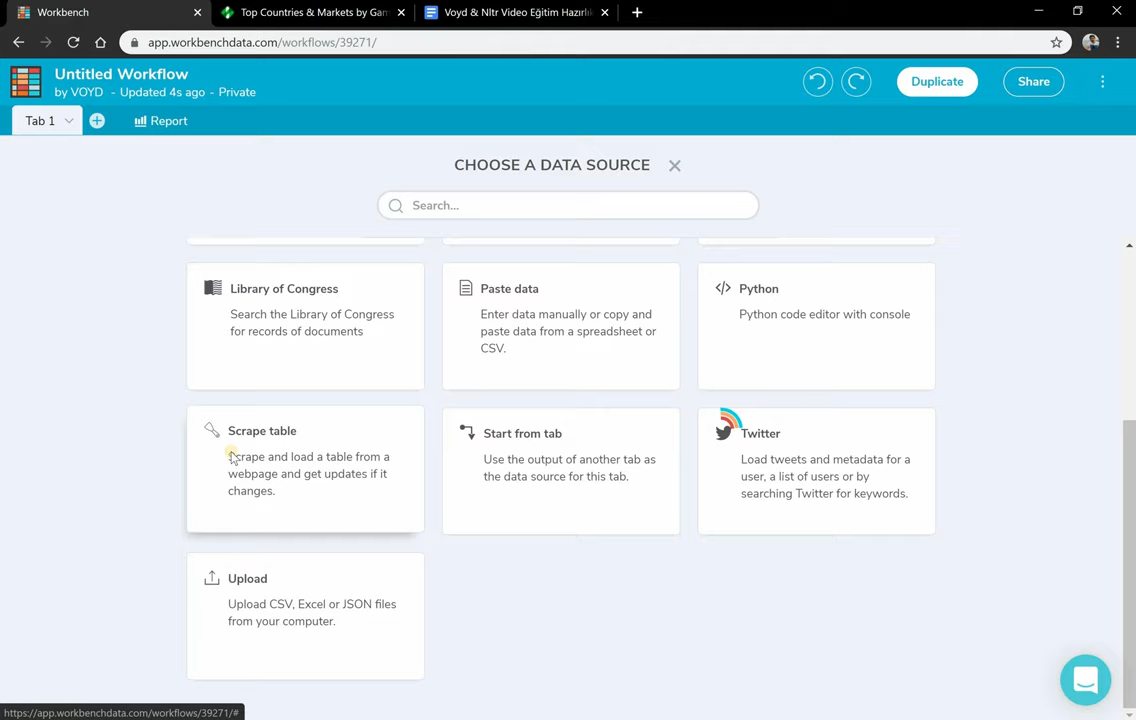 Workbench
Top Countries & Markets by Gam
Voyd & Nltr Video Eğitim Hazırlık
app.workbenchdata.com/workflows/39271/
Untitled Workflow
by VOYD - Updated 4s ago - Private
Duplicate
Share
Tab 1
Report
CHOOSE A DATA SOURCE
Search...
Library of Congress
Search the Library of Congress
for records of documents
Paste data
Enter data manually or copy and
paste data from a spreadsheet or
CSV.
Python
Python code editor with console
Scrape table
Scrape and load a table from a
webpage and get updates if it
changes.
Start from tab
Use the output of another tab as
the data source for this tab.
Twitter
Load tweets and metadata for a
user, a list of users or by
searching Twitter for keywords.
Upload
Upload CSV, Excel or JSON files
from your computer.
https://app.workbenchdata.com/workflows/39271/#